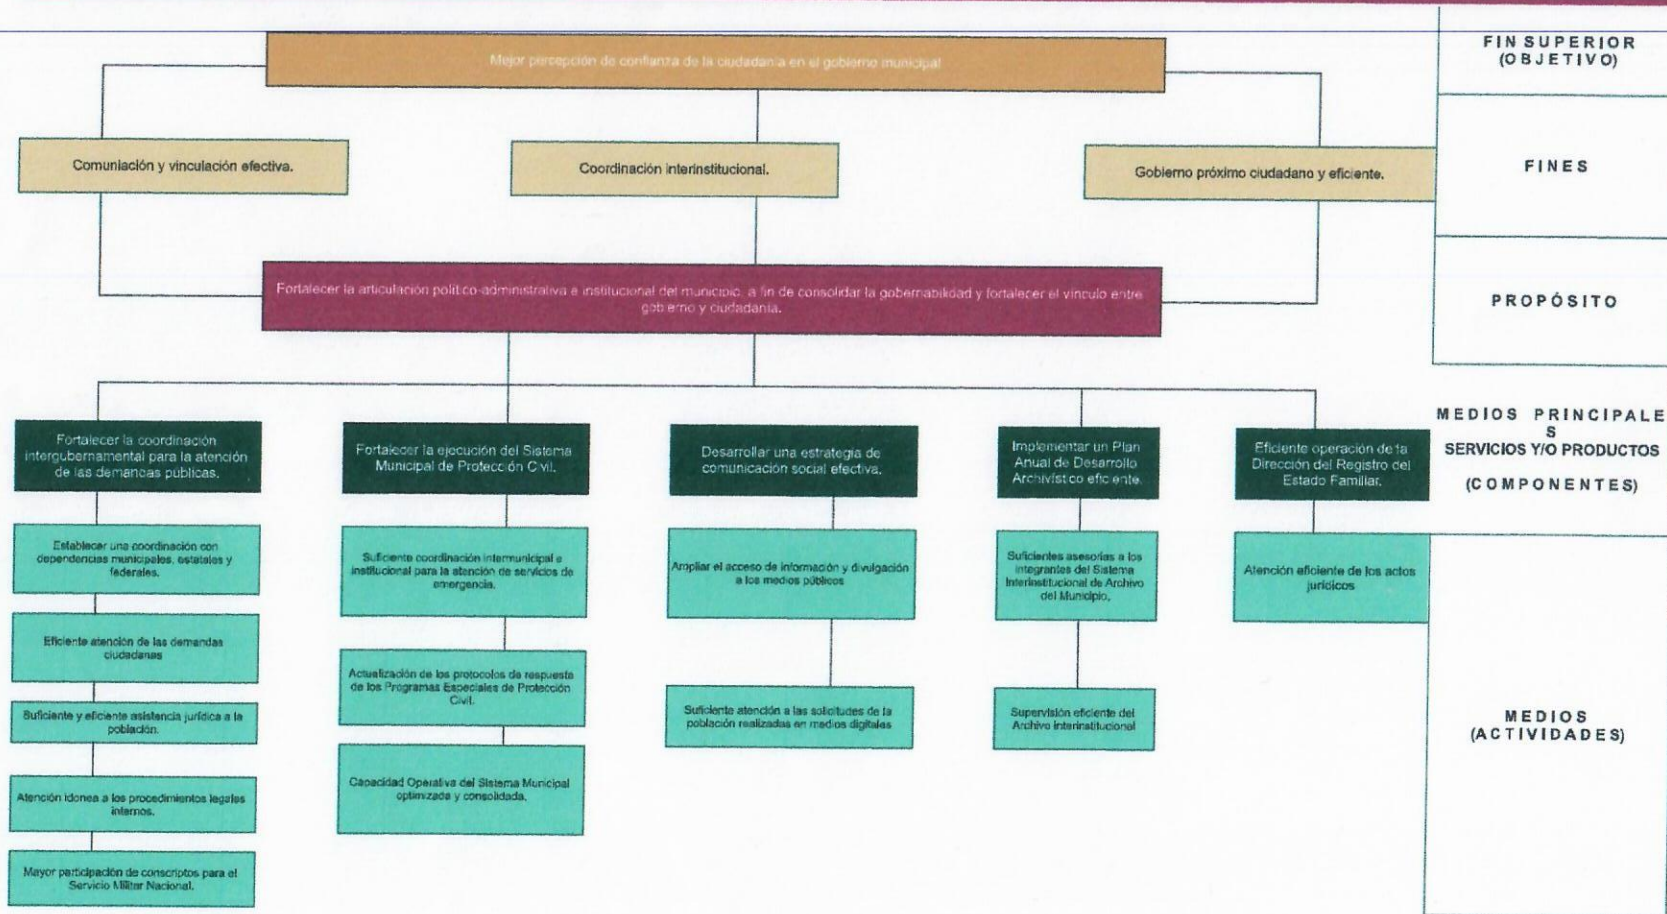 Mejor percepción de confianza de la ciudadanía en el gobierno municipal
FIN SUPERIOR
(OBJETIVO)
Comuniación y vinculación efectiva.
Coordinación interinstitucional.
Gobierno próximo ciudadano y eficiente.
FINES
Fortalecer la articulación político-administrativa e institucional del municipio, a fin de consolidar la gobernabilidad y fortalecer el vínculo entre
gobierno y ciudadanía.
PROPÓSITO
Fortalecer la coordinación
intergubernamental para la atención
de las demancas públicas.
Fortalecer la ejecución del Sistema
Municipal de Protección Civil.
Desarrollar una estrategia de
comunicación social efectiva.
Implementar un Plan
Anual de Desarrollo
Archivístico eficiente.
Eficiente operación de la
Dirección del Registro del
Estado Familiar.
MEDIOS PRINCIPALE
S
SERVICIOS Y/O PRODUCTOS
(COMPONENTES)
Establecer una coordinación con
dependencias municipales, estatales y
federales.
Eficiente atención de las demandas
ciudadanas
Suficiente y eficiente asistencia jurídica a la
población.
Atención idonea a los procedimientos legales
internos.
Mayor participación de conscriptos para el
Servicio Militar Nacional.
Suficiente coordinación intermunicipal e
institucional para la atención de servicios de
emergencia.
Actualización de los protocolos de respuesta
de los Programas Especiales de Protección
Civil.
Capacidad Operativa del Sistema Municipal
optimizada y consolidada.
Ampliar el acceso de información y divulgación
a los medios públicos
Suficiente atención a las solicitudes de la
población realizadas en medios digitales
Suficientes asesorías a los
integrantes del Sistema
Interinstitucional de Archivo
del Municipio.
Supervisión eficiente del
Archivo interinstitucional
Atención eficiente de los actos
jurídicos
MEDIOS
(ACTIVIDADES)